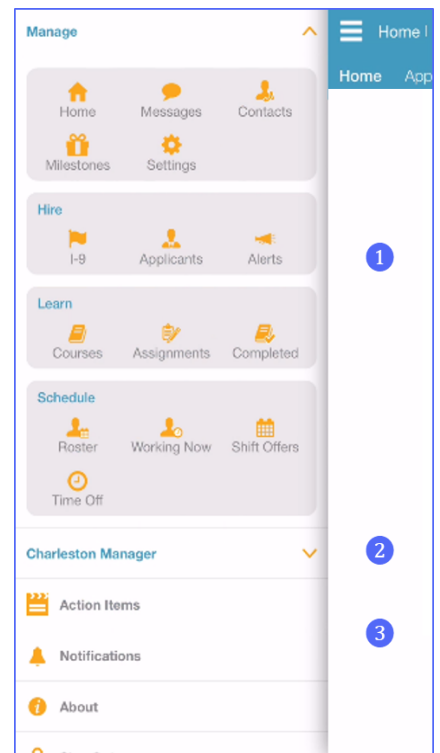 Manage
Home I
Home App
Home Messages Contacts
Milestones Settings
Hire
I-9 Applicants Alerts
1
Learn
Courses Assignments Completed
Schedule
Roster Working Now Shift Offers
Time Off
Charleston Manager
2
Action Items
3
Notifications
About